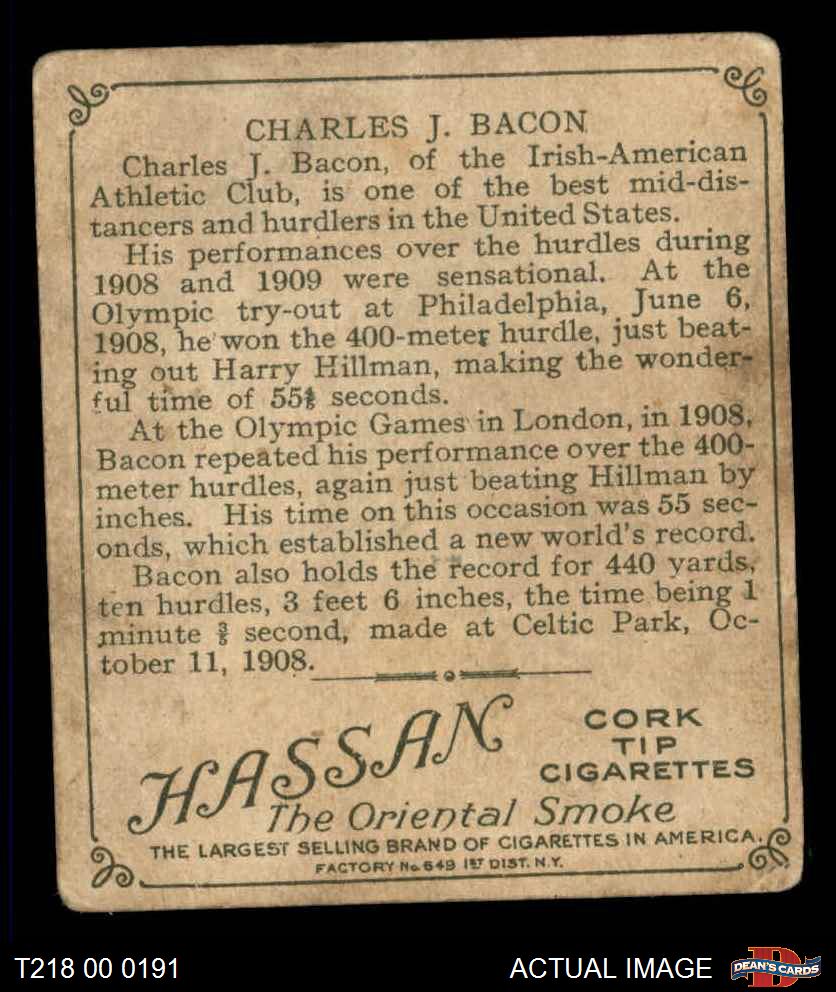 CHARLES J. BACON
Charles J. Bacon, of the Irish-American
Athletic Club, is one of the best mid-dis-
tancers and hurdlers in the United States.
His performances over the hurdles during
1908 and 1909 were sensational. At the
Olympic try-out at Philadelphia, June 6,
1908, he won the 400-meter hurdle, just beat-
ing out Harry Hillman, making the wonder-
ful time of 55⅘ seconds.
At the Olympic Games in London, in 1908,
Bacon repeated his performance over the 400-
meter hurdles, again just beating Hillman by
inches. His time on this occasion was 55 sec-
onds, which established a new world's record.
Bacon also holds the record for 440 yards,
ten hurdles, 3 feet 6 inches, the time being 1
minute ⅗ second, made at Celtic Park, Oc-
tober 11, 1908.
HASSAN
CORK
TIP
CIGARETTES
The Oriental Smoke
THE LARGEST SELLING BRAND OF CIGARETTES IN AMERICA.
FACTORY No. 649 1ST DIST. N.Y.
T218 00 0191
ACTUAL IMAGE
D
DEAN'S CARDS